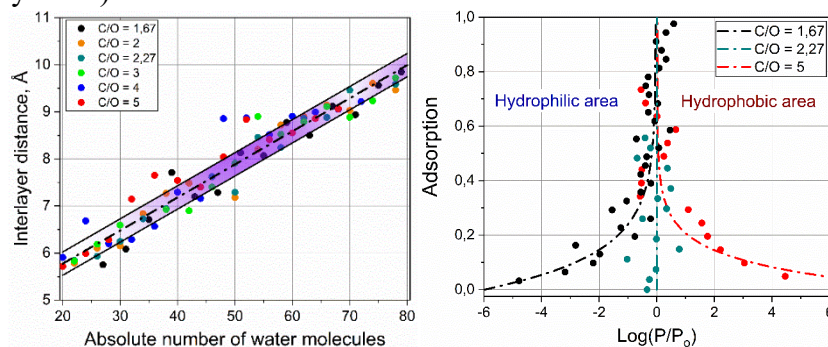 C/O = 1,67
C/O = 2
C/O = 2,27
C/O = 3
C/O = 4
C/O = 5
Interlayer distance, Å
11
10
9
8
7
6
5
20 30 40 50 60 70 80
Absolute number of water molecules
C/O = 1,67
C/O = 2,27
C/O = 5
Hydrophilic area
Hydrophobic area
Adsorption
1,0
0,8
0,6
0,4
0,2
0,0
-6 -4 -2 0 2 4 6
Log(P/P₀)